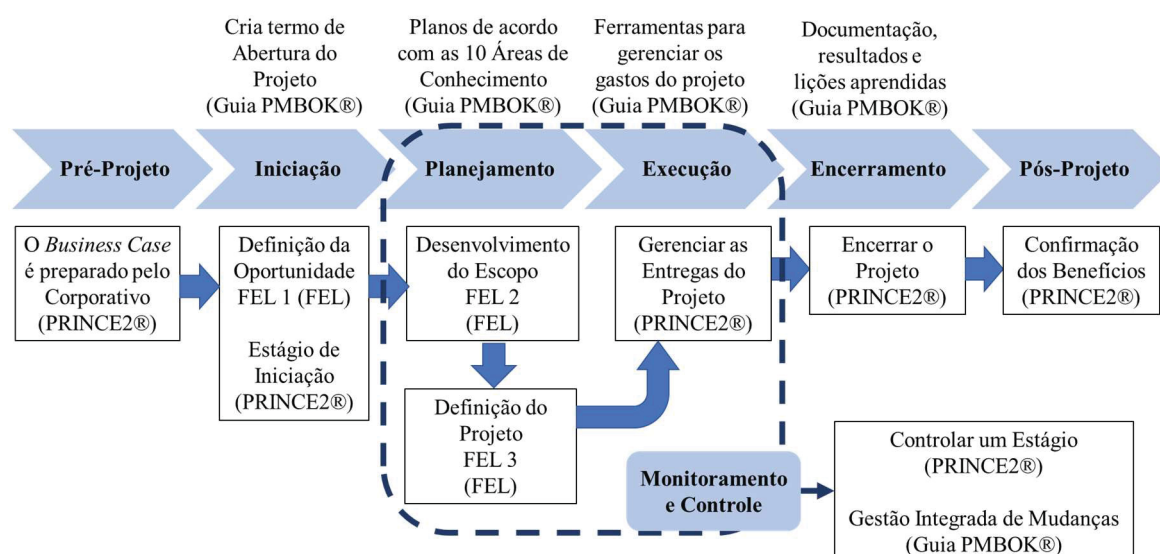 Cria termo de
Abertura do
Projeto
(Guia PMBOK®)
Planos de acordo
com as 10 Áreas de
Conhecimento
(Guia PMBOK®)
Ferramentas para
gerenciar os
gastos do projeto
(Guia PMBOK®)
Documentação,
resultados e
lições aprendidas
(Guia PMBOK®)
Pré-Projeto
Iniciação
Planejamento
Execução
Encerramento
Pós-Projeto
O Business Case
é preparado pelo
Corporativo
(PRINCE2®)
Definição da
Oportunidade
FEL 1 (FEL)
Estágio de
Iniciação
(PRINCE2®)
Desenvolvimento
do Escopo
FEL 2
(FEL)
Definição do
Projeto
FEL 3
(FEL)
Gerenciar as
Entregas do
Projeto
(PRINCE2®)
Encerrar o
Projeto
(PRINCE2®)
Confirmação
dos Benefícios
(PRINCE2®)
Monitoramento
e Controle
Controlar um Estágio
(PRINCE2®)
Gestão Integrada de Mudanças
(Guia PMBOK®)